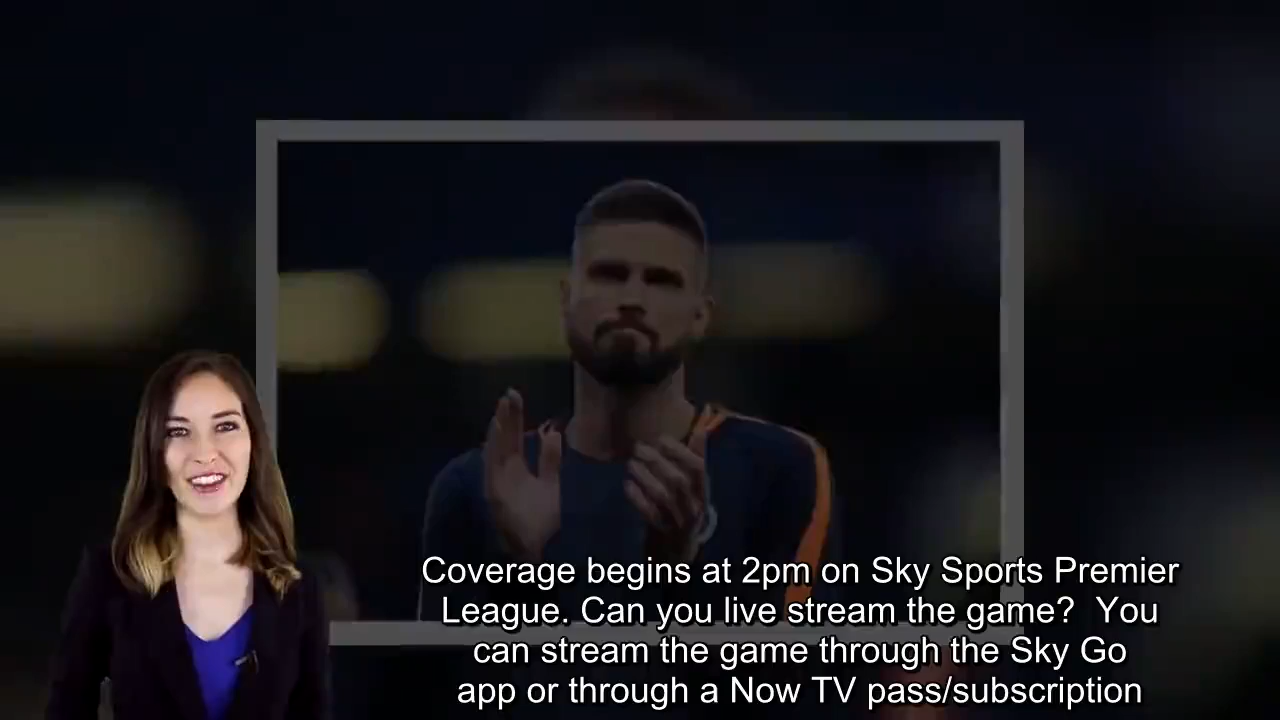 Coverage begins at 2pm on Sky Sports Premier
League. Can you live stream the game?  You
can stream the game through the Sky Go
app or through a Now TV pass/subscription